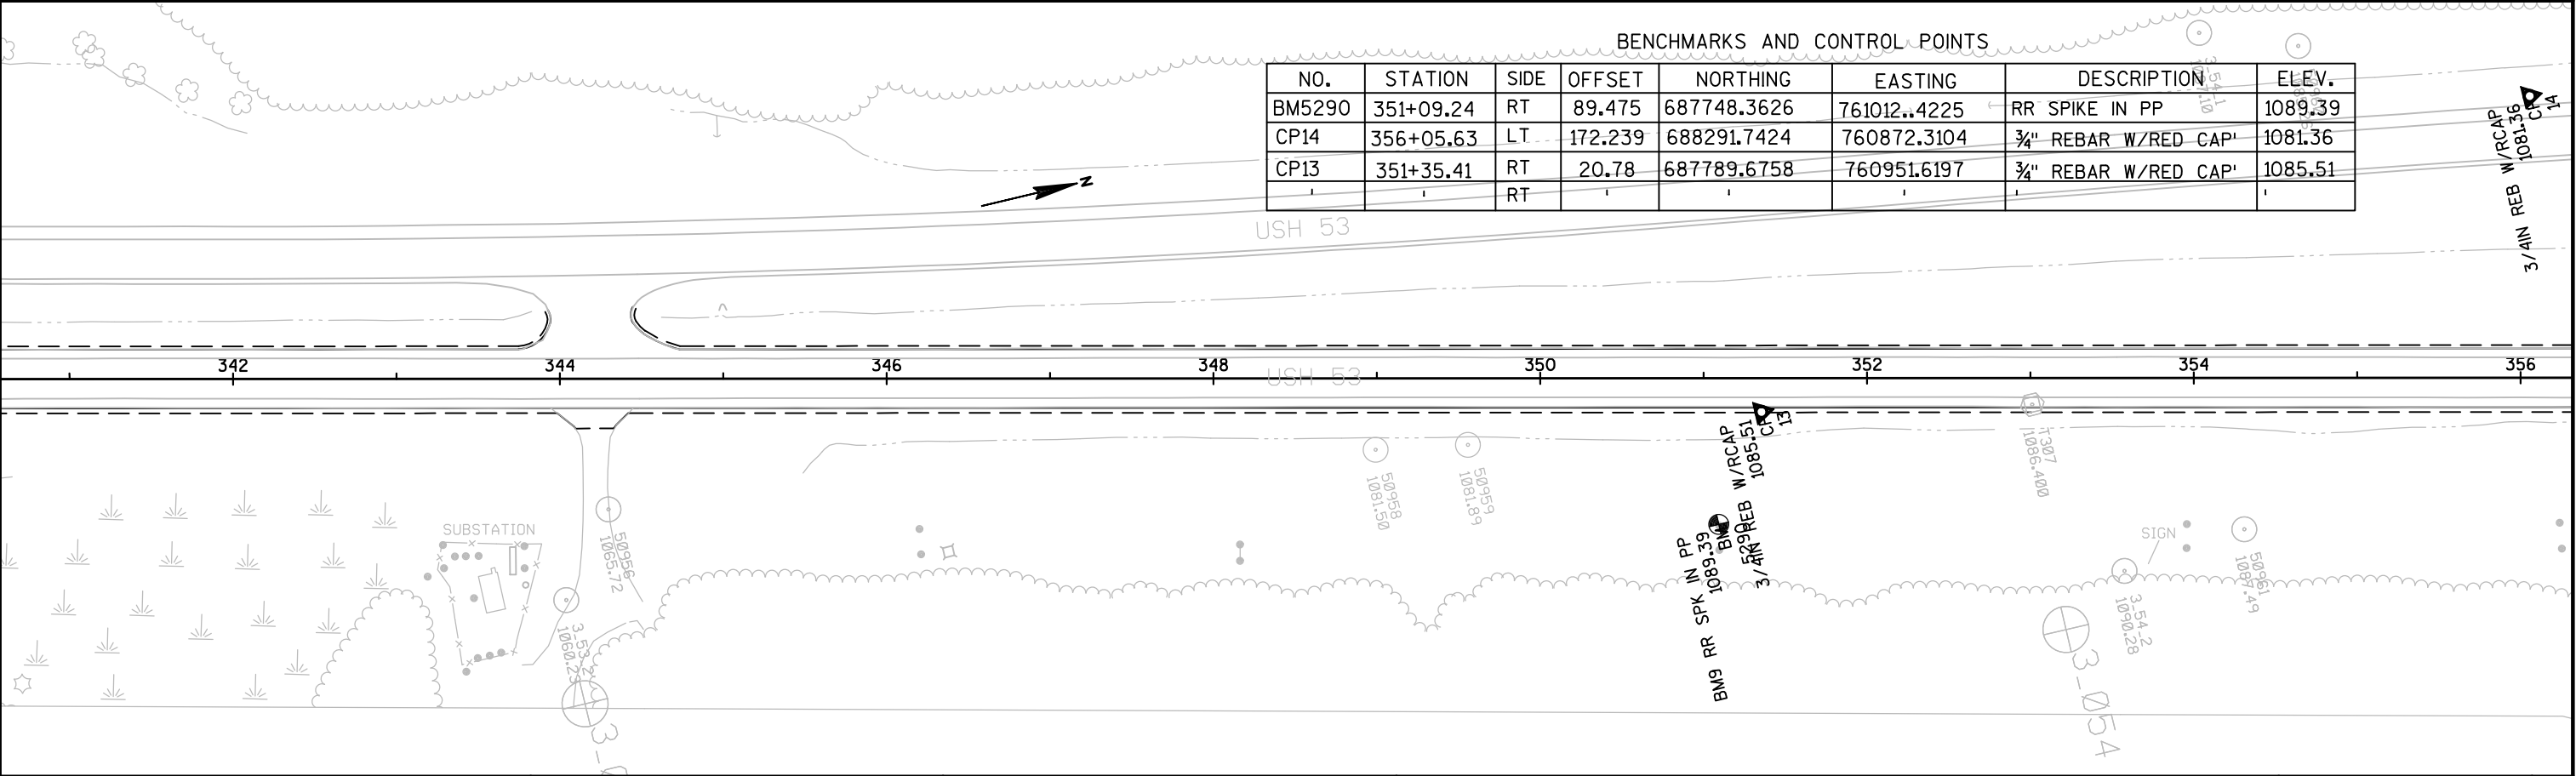 BENCHMARKS AND CONTROL POINTS
NO. STATION SIDE OFFSET NORTHING EASTING DESCRIPTION ELEV.
BM5290 351+09.24 RT 89.475 687748.3626 761012..4225 RR SPIKE IN PP 1089.39
CP14 356+05.63 LT 172.239 688291.7424 760872.3104 ¾" REBAR W/RED CAP' 1081.36
CP13 351+35.41 RT 20.78 687789.6758 760951.6197 ¾" REBAR W/RED CAP' 1085.51
RT
3-54-1
3/4IN REB W/RCAP
1081.36
CP
14
N
USH 53
342 344 346 348 350 352 354 356
USH 53
3/4IN REB W/RCAP
1085.51
CP
13
T307
1086.400
50958
1081.50
50959
1081.89
BM9 RR SPK IN PP
1089.39
BM
5290
SUBSTATION
50956
1065.72
SIGN
50961
1087.49
3-54-2
1090.28
3-53-2
3-054